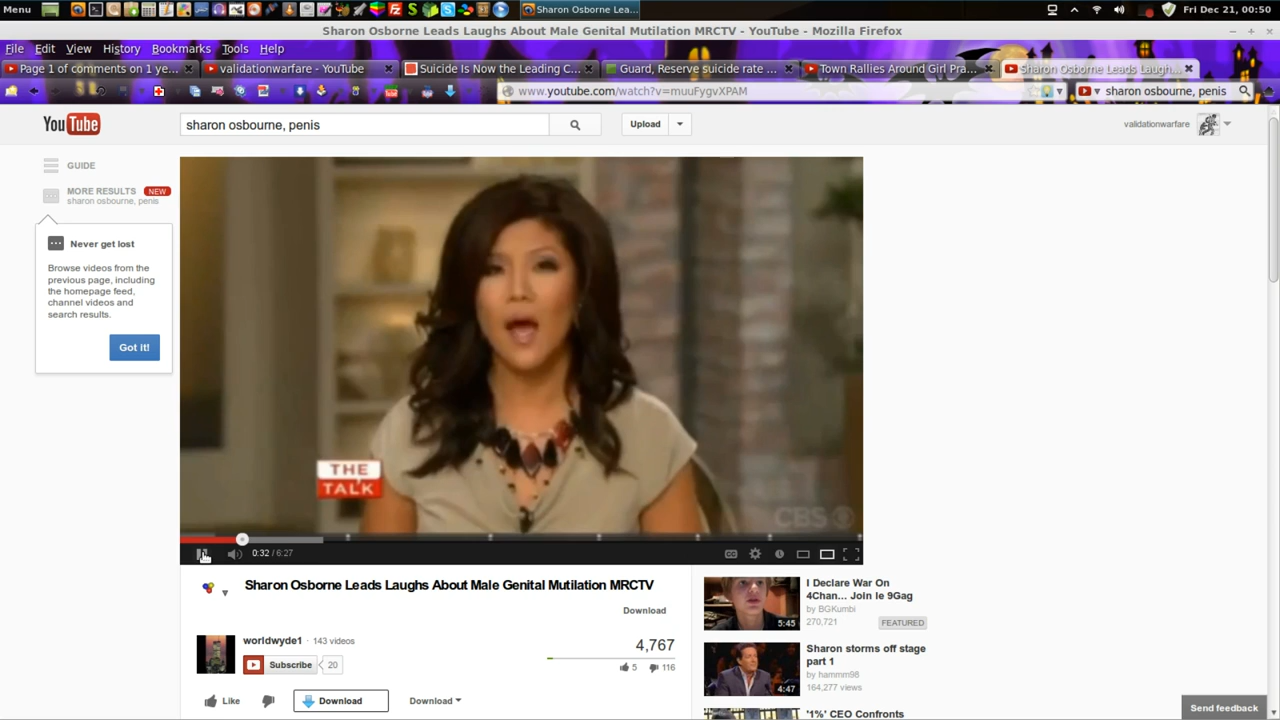 Menu
Sharon Osborne Lea...
Fri Dec 21, 00:50
Sharon Osborne Leads Laughs About Male Genital Mutilation MRCTV - YouTube - Mozilla Firefox
File Edit View History Bookmarks Tools Help
Page 1 of comments on 1 ye...
validationwarfare - YouTube
Suicide Is Now the Leading C...
Guard, Reserve suicide rate ...
Town Rallies Around Girl Pra...
Sharon Osborne Leads Laugh...
www.youtube.com/watch?v=muuFygvXPAM
sharon osbourne, penis
YouTube
sharon osbourne, penis
Upload
validationwarfare
GUIDE
MORE RESULTS NEW
sharon osbourne, penis
Never get lost
Browse videos from the
previous page, including
the homepage feed,
channel videos and
search results.
Got it!
THE
TALK
CBS
0:32 / 6:27
Sharon Osborne Leads Laughs About Male Genital Mutilation MRCTV
Download
worldwyde1 · 143 videos
Subscribe 20
4,767
5 116
Like
Download
Download
I Declare War On
4Chan... Join le 9Gag
by BGKumbi
270,721 FEATURED
5:45
Sharon storms off stage
part 1
by hammm98
164,277 views
4:47
'1%' CEO Confronts
Send feedback